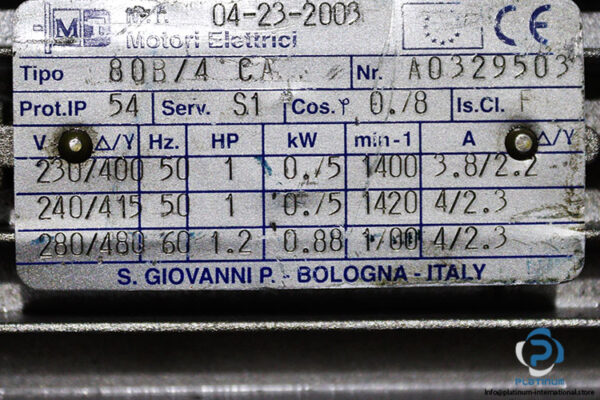 04-23-2003
Motori Elettrici
CE
Tipo 80B/4 CA Nr. A0329503
Prot.IP 54 Serv. S1 Cos.φ 0.78 Is.Cl. F
V Δ/Y Hz. HP kW min-1 A Δ/Y
230/400 50 1 0.75 1400 3.8/2.2
240/415 50 1 0.75 1420 4/2.3
280/480 60 1.2 0.88 1700 4/2.3
S. GIOVANNI P. - BOLOGNA - ITALY
PLATINUM
info@platinum-international.store